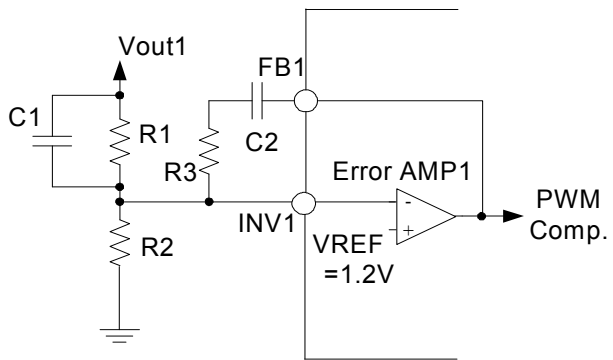 Vout1
FB1
C1
R1
C2
R3
Error AMP1
INV1
-
+
PWM
Comp.
R2
VREF
=1.2V